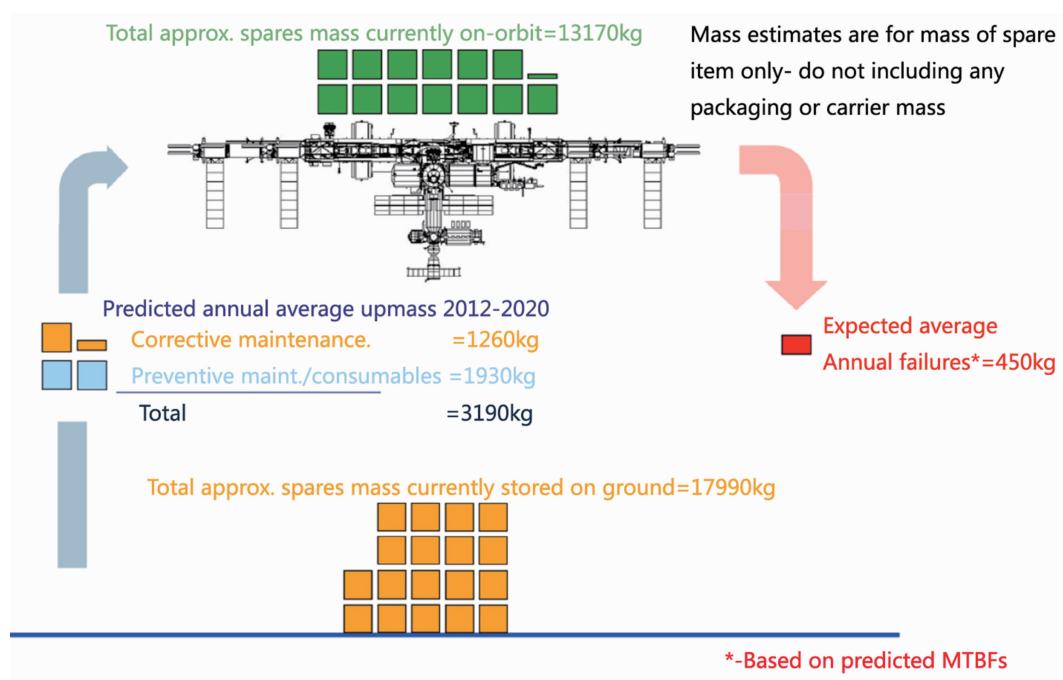 Total approx. spares mass currently on-orbit=13170kg
Mass estimates are for mass of spare
item only- do not including any
packaging or carrier mass
Predicted annual average upmass 2012-2020
Corrective maintenance. =1260kg
Preventive maint./consumables =1930kg
Total =3190kg
Expected average
Annual failures*=450kg
Total approx. spares mass currently stored on ground=17990kg
*-Based on predicted MTBFs